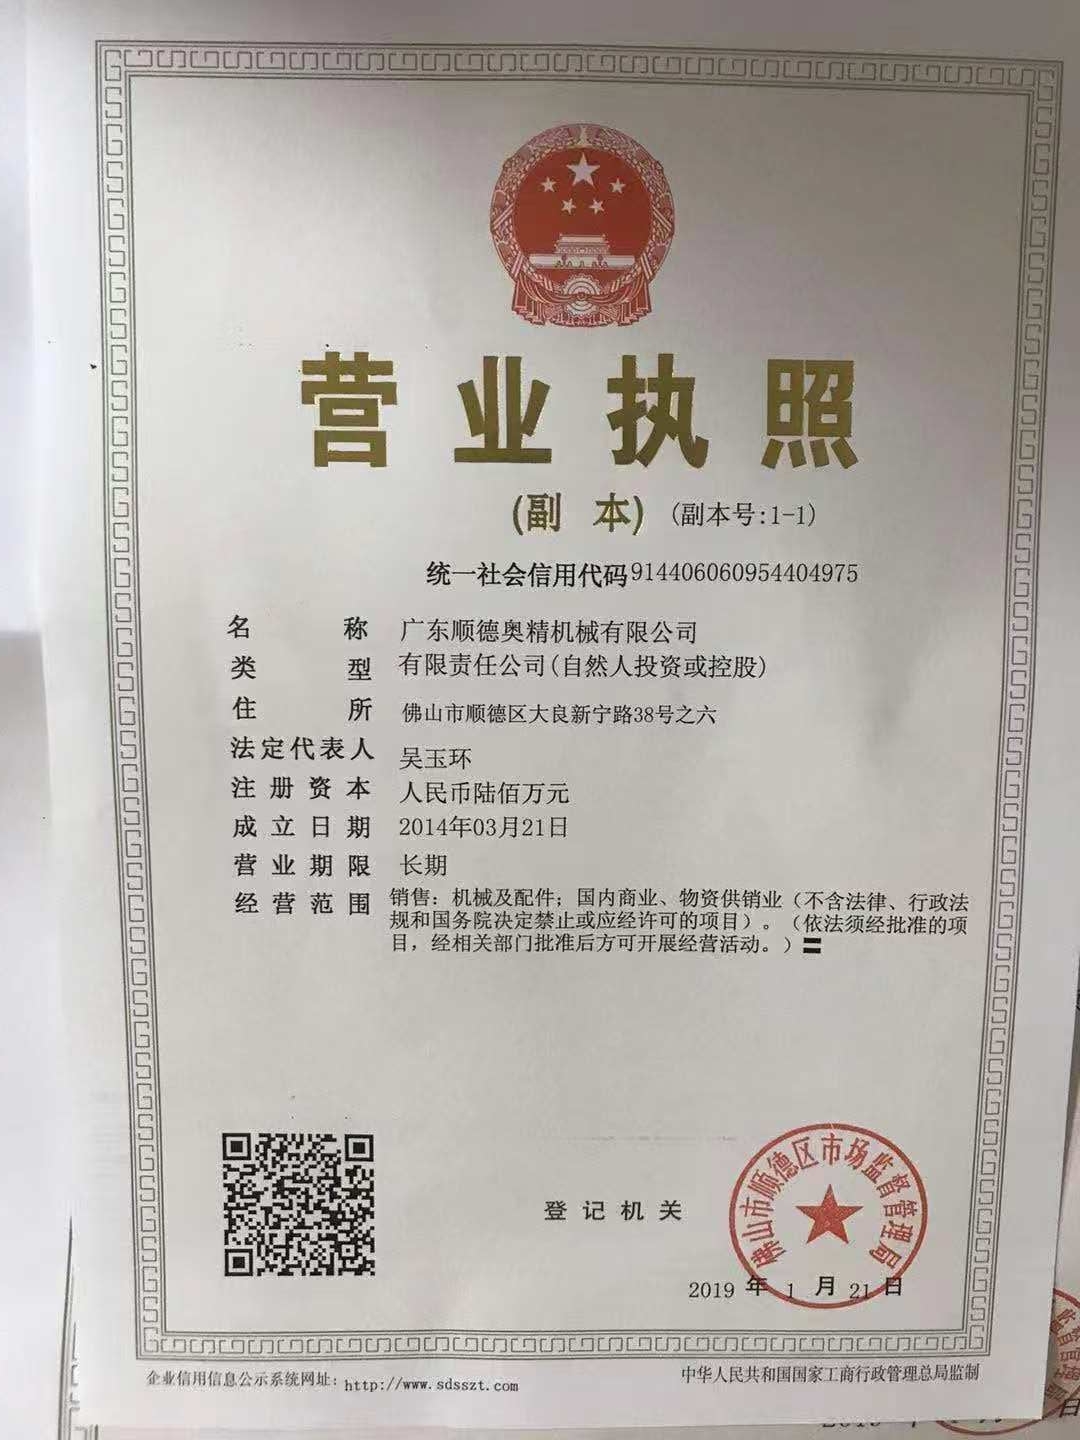 营业执照
(副 本) (副本号:1-1)
统一社会信用代码914406060954404975
名称 广东顺德奥精机械有限公司
类型 有限责任公司(自然人投资或控股)
住所 佛山市顺德区大良新宁路38号之六
法定代表人 吴玉环
注册资本 人民币陆佰万元
成立日期 2014年03月21日
营业期限 长期
经营范围 销售：机械及配件；国内商业、物资供销业（不含法律、行政法
规和国务院决定禁止或应经许可的项目）。（依法须经批准的项
目，经相关部门批准后方可开展经营活动。）〓
佛山市顺德区市场监督管理局
登记机关
2019 年 1 月 21 日
企业信用信息公示系统网址: http://www.sdsszt.com
中华人民共和国国家工商行政管理总局监制